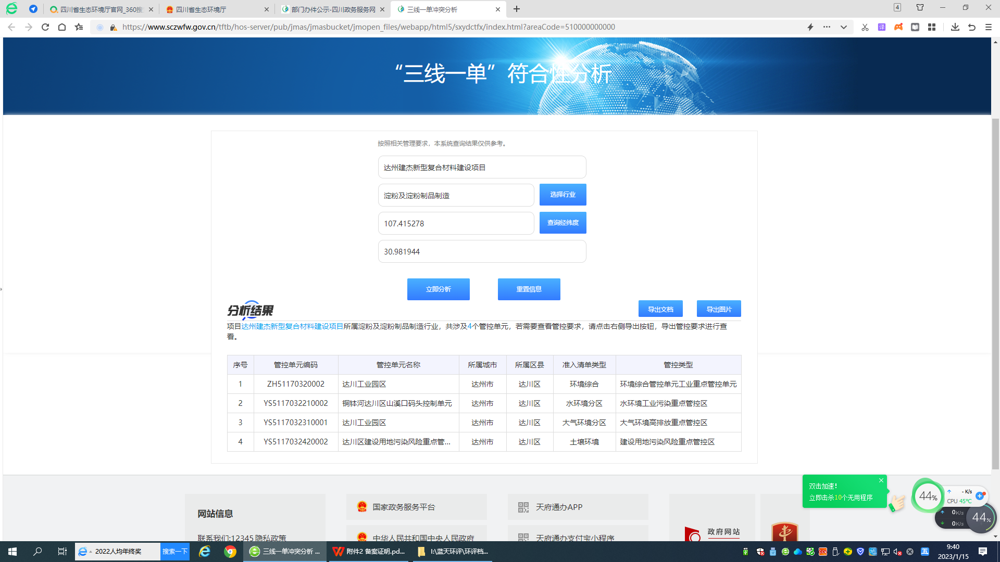 四川省生态环境厅官网_360搜
四川省生态环境厅
部门办件公示-四川政务服务网
三线一单冲突分析
4
https://www.sczwfw.gov.cn/tftb/hos-server/pub/jmas/jmasbucket/jmopen_files/webapp/html5/sxydctfx/index.html?areaCode=510000000000
译
“三线一单”符合性分析
按照相关管理要求，本系统查询结果仅供参考。
达州建杰新型复合材料建设项目
淀粉及淀粉制品制造
选择行业
107.415278
查询经纬度
30.981944
立即分析
重置信息
分析结果
导出文档
导出图片
项目达州建杰新型复合材料建设项目所属淀粉及淀粉制品制造行业，共涉及4个管控单元，若需要查看管控要求，请点击右侧导出按钮，导出管控要求进行查
看。
序号 管控单元编码 管控单元名称 所属城市 所属区县 准入清单类型 管控类型
1 ZH51170320002 达川工业园区 达州市 达川区 环境综合 环境综合管控单元工业重点管控单元
2 YS5117032210002 铜钵河达川区山溪口码头控制单元 达州市 达川区 水环境分区 水环境工业污染重点管控区
3 YS5117032310001 达川工业园区 达州市 达川区 大气环境分区 大气环境高排放重点管控区
4 YS5117032420002 达川区建设用地污染风险重点管... 达州市 达川区 土壤环境 建设用地污染风险重点管控区
双击加速！
立即击杀10个无用程序
44%
- K/s
CPU 45℃
0K/s
0K/s
44%
网站信息
国家政务服务平台
天府通办APP
联系我们:12345 隐私政策
中华人民共和国中央人民政府
天府通办支付宝小程序
政府网站
2022人均年终奖
搜索一下
三线一单冲突分析 ...
附件2 备案证明.pd...
I:\蓝天环评\环评档...
五
9:40
2023/1/15